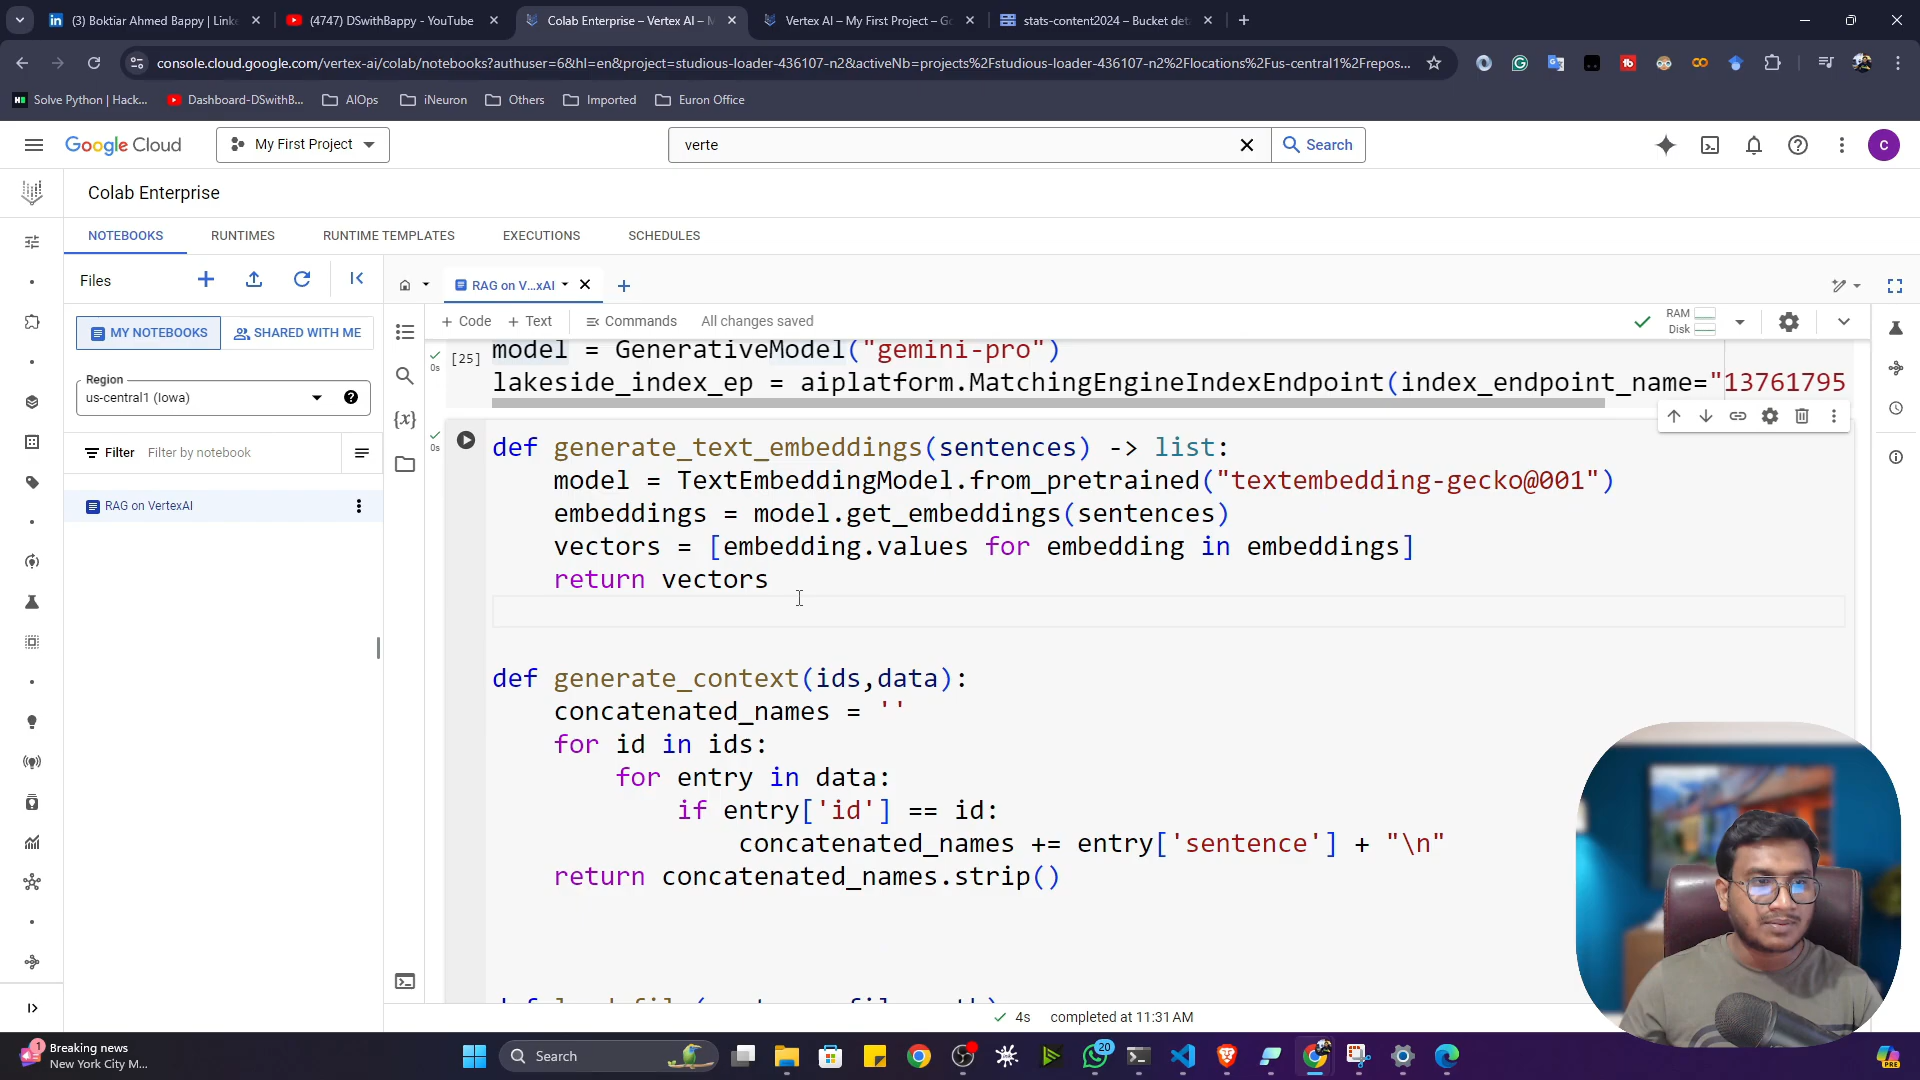 (3) Boktiar Ahmed Bappy | Linke
(4747) DSwithBappy - YouTube
Colab Enterprise – Vertex AI – M
Vertex AI – My First Project – Go
stats-content2024 – Bucket deta
console.cloud.google.com/vertex-ai/colab/notebooks?authuser=6&hl=en&project=studious-loader-436107-n2&activeNb=projects%2Fstudious-loader-436107-n2%2Flocations%2Fus-central1%2Frepos...
Solve Python | Hack...
Dashboard-DSwithB...
AIOps
iNeuron
Others
Imported
Euron Office
Google Cloud
My First Project
verte
Search
C
Colab Enterprise
NOTEBOOKS
RUNTIMES
RUNTIME TEMPLATES
EXECUTIONS
SCHEDULES
Files
RAG on V...xAI
MY NOTEBOOKS
SHARED WITH ME
+ Code
+ Text
Commands
All changes saved
RAM
Disk
Region
us-central1 (Iowa)
Filter
Filter by notebook
RAG on VertexAI
0s
[25]
model = GenerativeModel("gemini-pro")
lakeside_index_ep = aiplatform.MatchingEngineIndexEndpoint(index_endpoint_name="13761795
0s
def generate_text_embeddings(sentences) -> list:
model = TextEmbeddingModel.from_pretrained("textembedding-gecko@001")
embeddings = model.get_embeddings(sentences)
vectors = [embedding.values for embedding in embeddings]
return vectors
def generate_context(ids,data):
concatenated_names = ''
for id in ids:
for entry in data:
if entry['id'] == id:
concatenated_names += entry['sentence'] + "\n"
return concatenated_names.strip()
4s
completed at 11:31 AM
1
Breaking news
New York City M...
Search
20
PRE